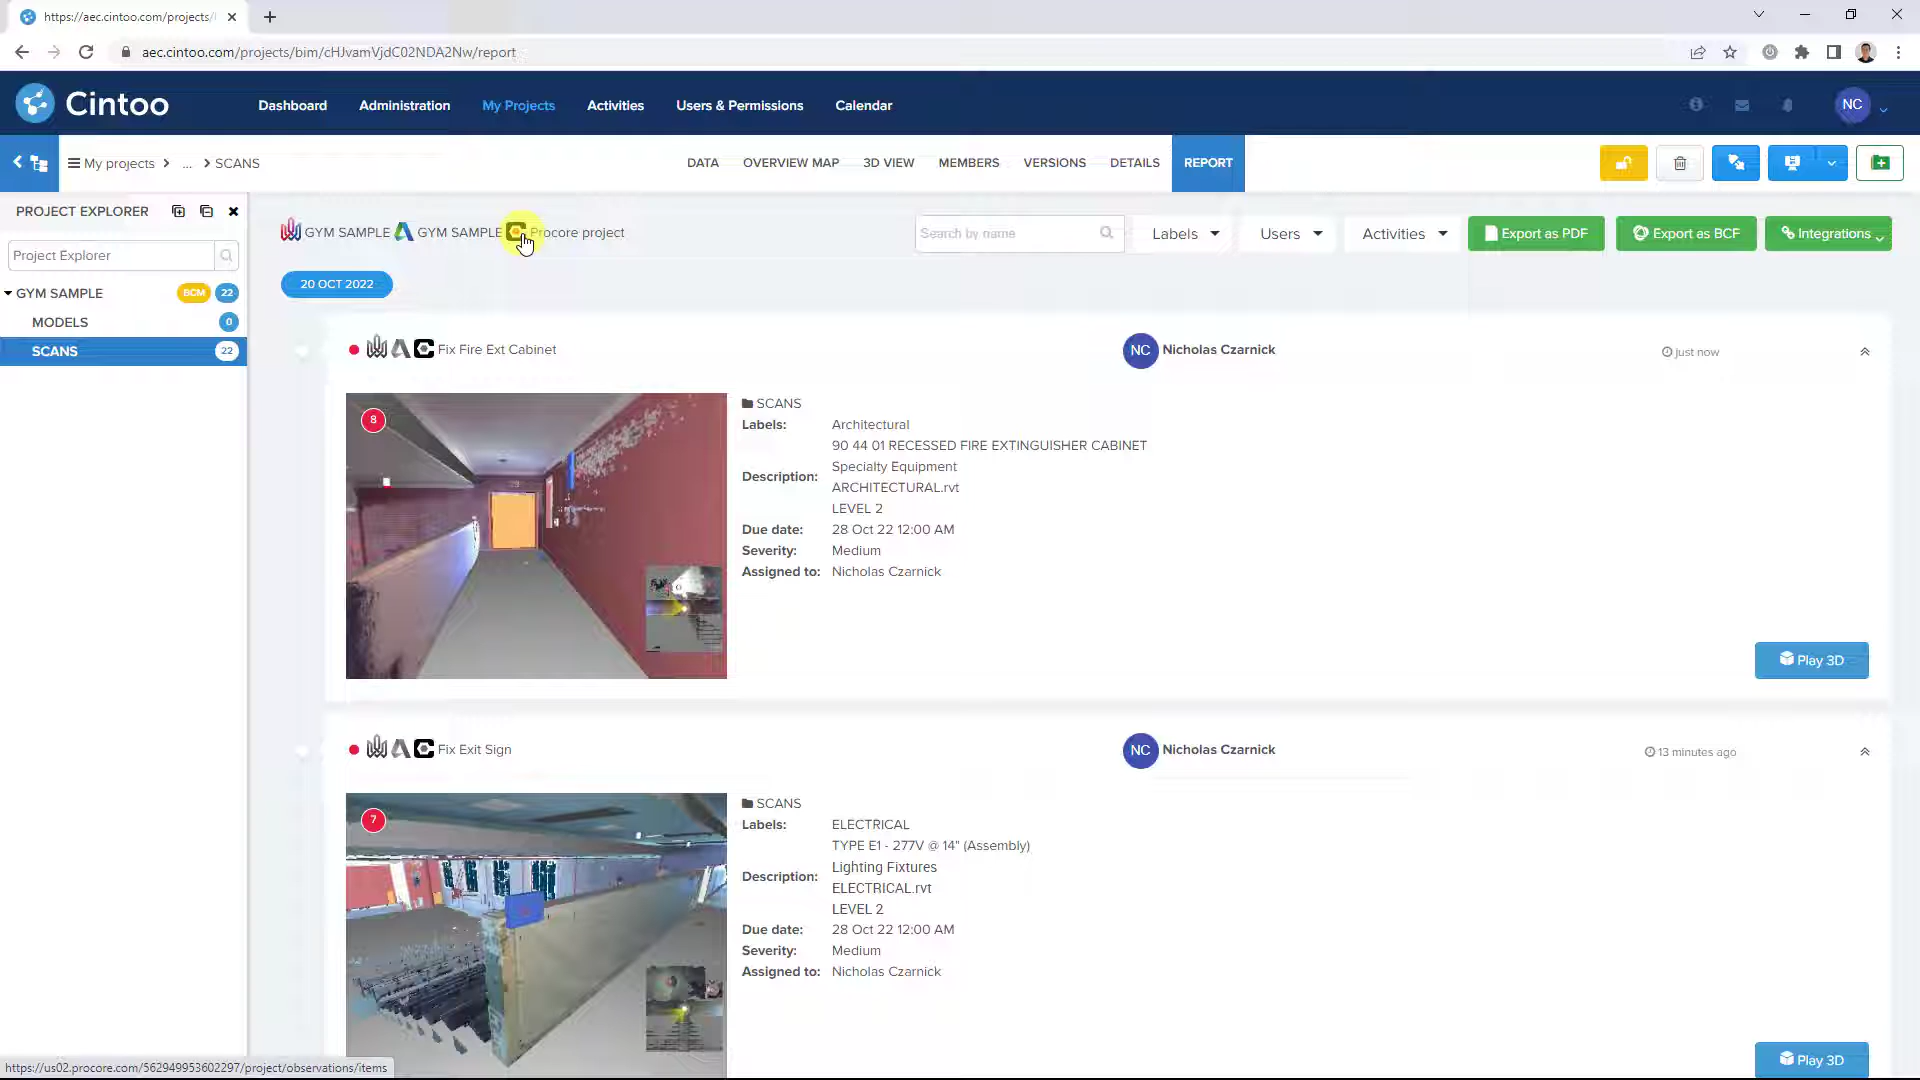 https://aec.cintoo.com/projects/
aec.cintoo.com/projects/bim/cHJvamVjdC02NDA2Nw/report
Cintoo
Dashboard
Administration
My Projects
Activities
Users & Permissions
Calendar
NC
My projects > ... > SCANS
DATA
OVERVIEW MAP
3D VIEW
MEMBERS
VERSIONS
DETAILS
REPORT
PROJECT EXPLORER
Project Explorer
GYM SAMPLE BCM 22
MODELS 0
SCANS 22
GYM SAMPLE
GYM SAMPLE
Procore project
Search by name
Labels
Users
Activities
Export as PDF
Export as BCF
Integrations
20 OCT 2022
Fix Fire Ext Cabinet
NC Nicholas Czarnick
just now
8
SCANS
Labels: Architectural
90 44 01 RECESSED FIRE EXTINGUISHER CABINET
Description: Specialty Equipment
ARCHITECTURAL.rvt
LEVEL 2
Due date: 28 Oct 22 12:00 AM
Severity: Medium
Assigned to: Nicholas Czarnick
Play 3D
Fix Exit Sign
NC Nicholas Czarnick
13 minutes ago
7
SCANS
Labels: ELECTRICAL
TYPE E1 - 277V @ 14" (Assembly)
Description: Lighting Fixtures
ELECTRICAL.rvt
LEVEL 2
Due date: 28 Oct 22 12:00 AM
Severity: Medium
Assigned to: Nicholas Czarnick
Play 3D
https://us02.procore.com/562949953602297/project/observations/items